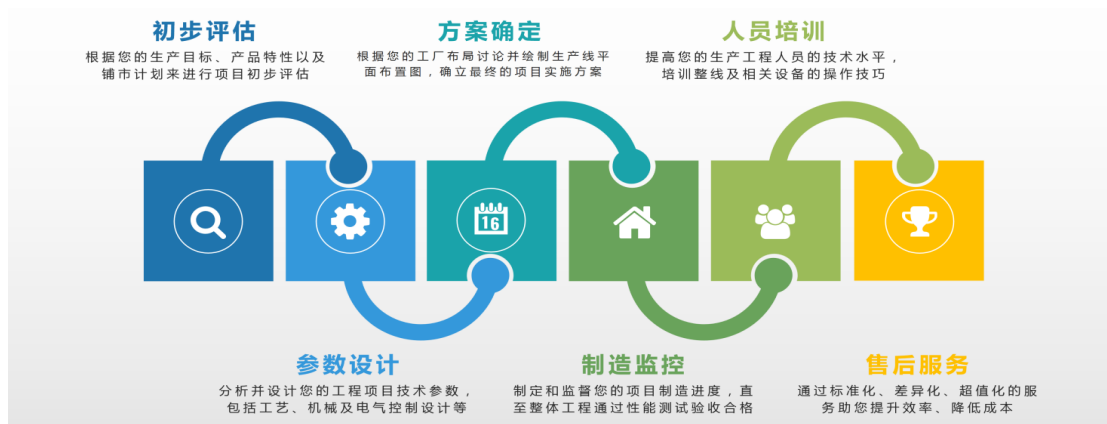 初步评估
根据您的生产目标、产品特性以及
铺市计划来进行项目初步评估
方案确定
根据您的工厂布局讨论并绘制生产线平
面布置图，确立最终的项目实施方案
人员培训
提高您的生产工程人员的技术水平，
培训整线及相关设备的操作技巧
16
参数设计
分析并设计您的工程项目技术参数，
包括工艺、机械及电气控制设计等
制造监控
制定和监督您的项目制造进度，直
至整体工程通过性能测试验收合格
售后服务
通过标准化、差异化、超值化的服
务助您提升效率、降低成本